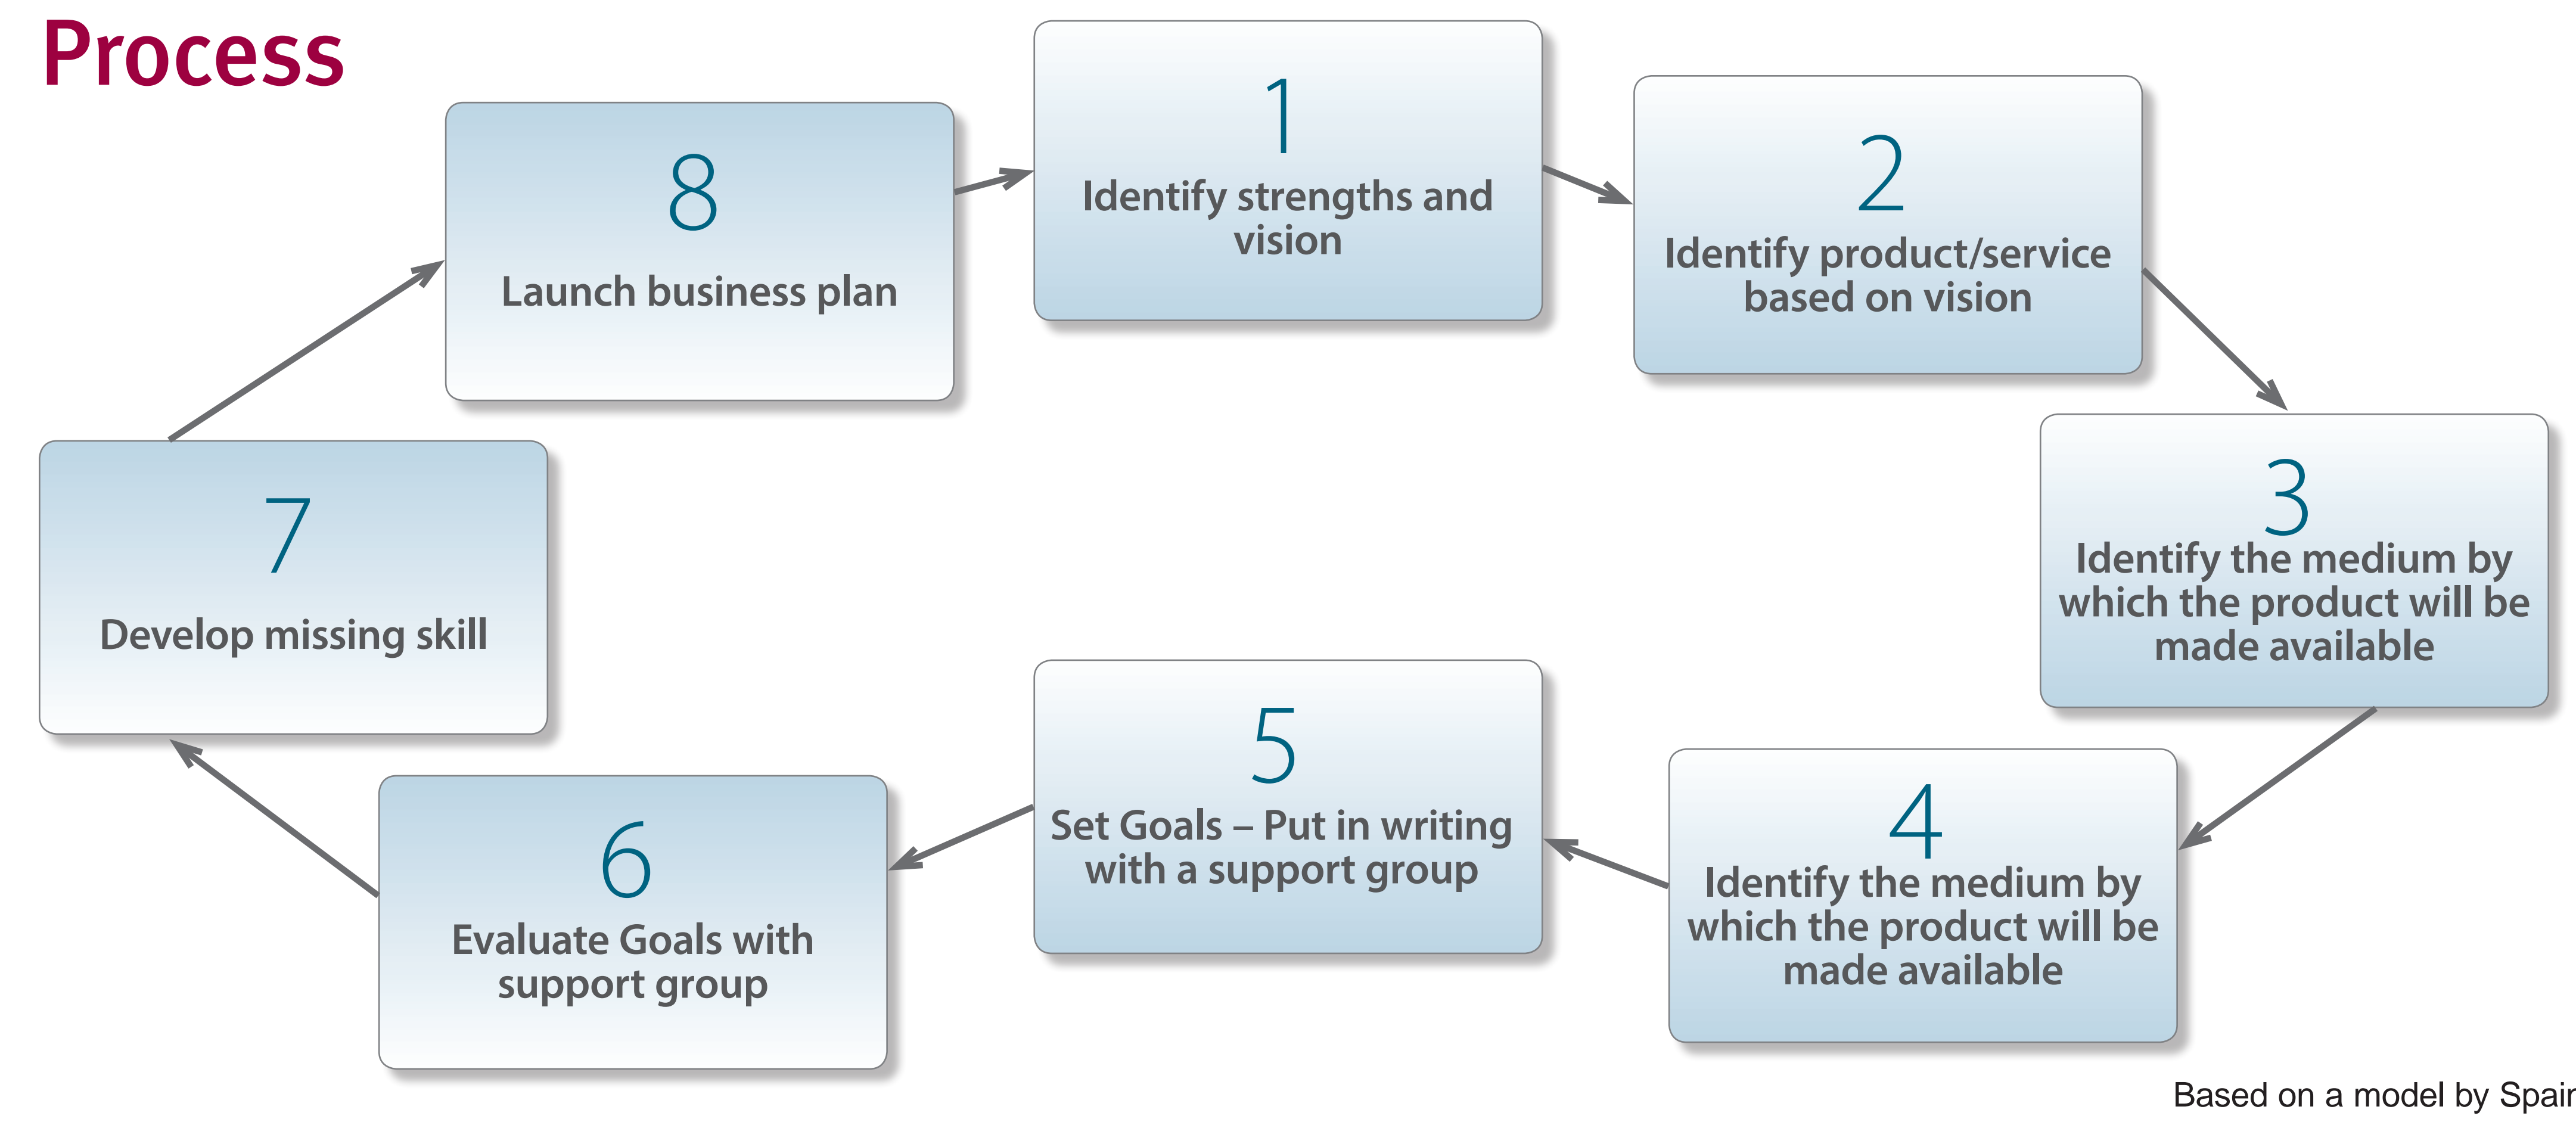 Process
1
Identify strengths and
vision
2
Identify product/service
based on vision
3
Identify the medium by
which the product will be
made available
4
Identify the medium by
which the product will be
made available
5
Set Goals – Put in writing
with a support group
6
Evaluate Goals with
support group
7
Develop missing skill
8
Launch business plan
Based on a model by